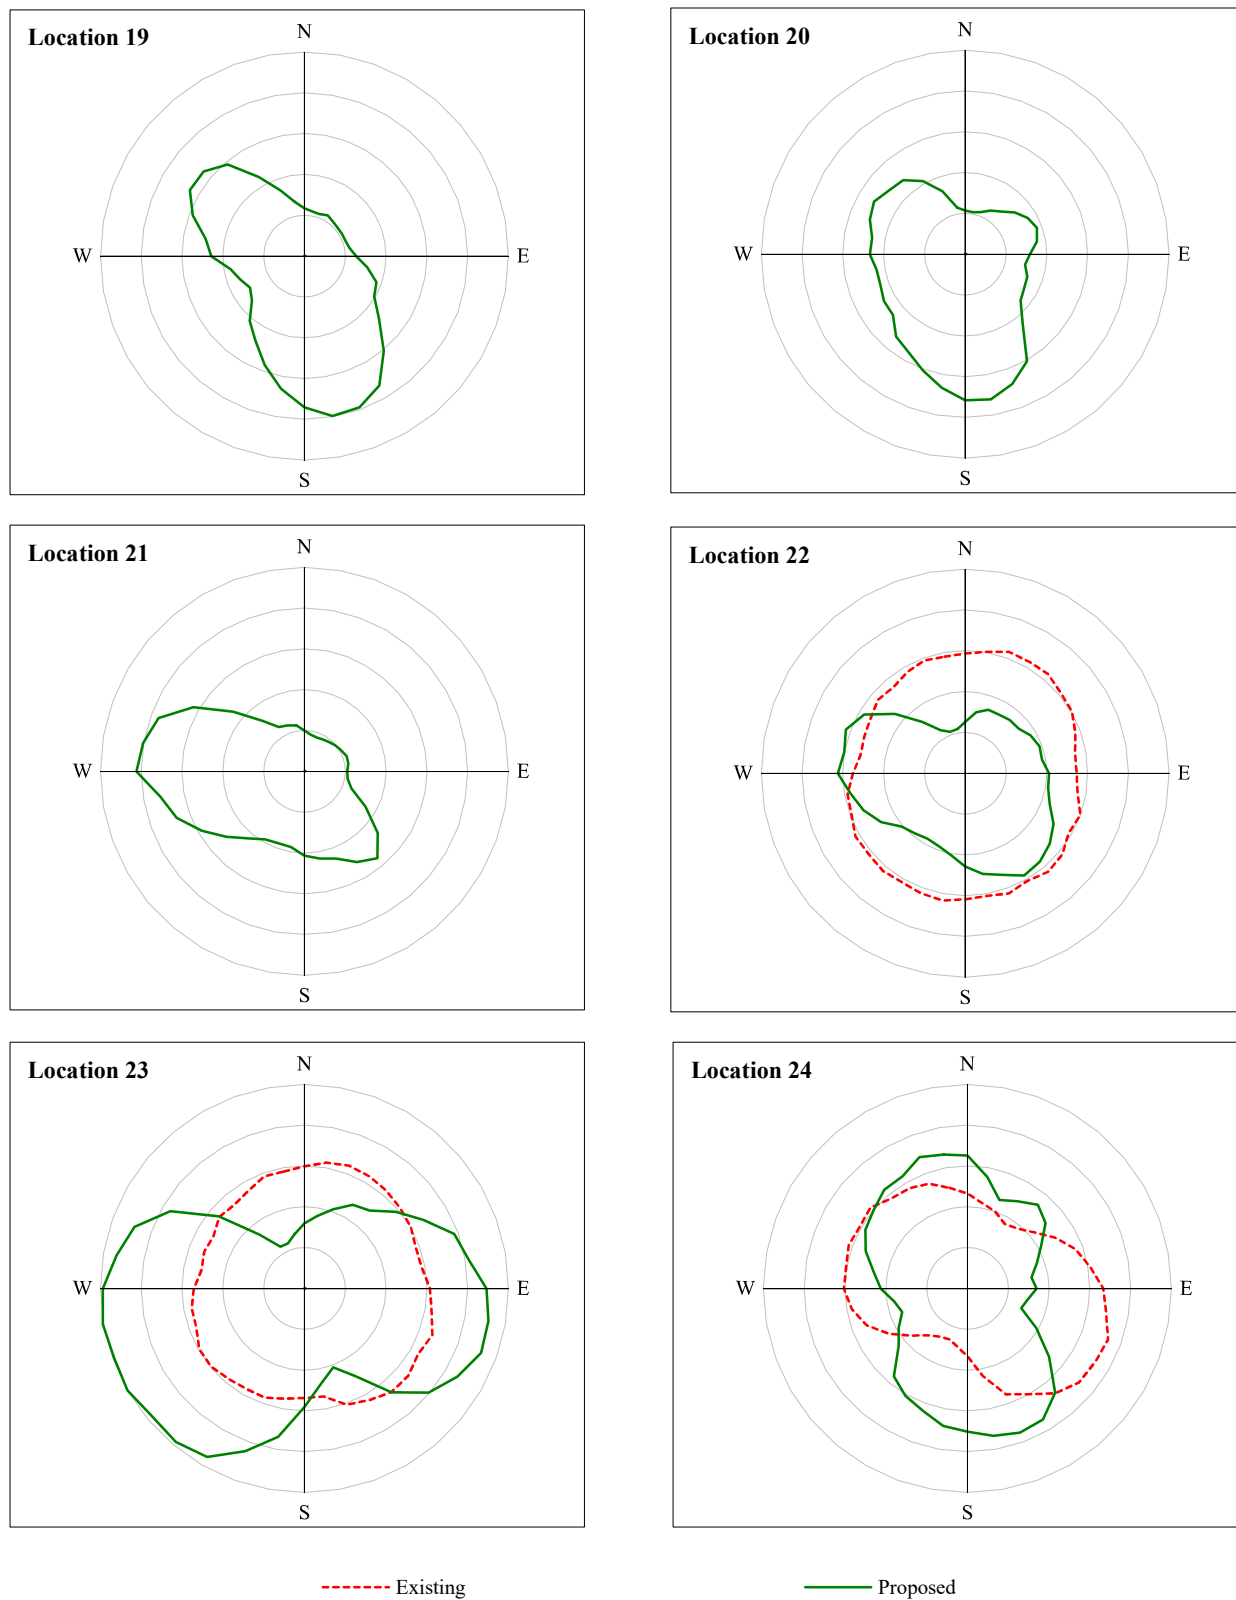 Location 19
N
W
E
S
Location 20
N
W
E
S
Location 21
N
W
E
S
Location 22
N
W
E
S
Location 23
N
W
E
S
Location 24
N
W
E
S
Existing
Proposed